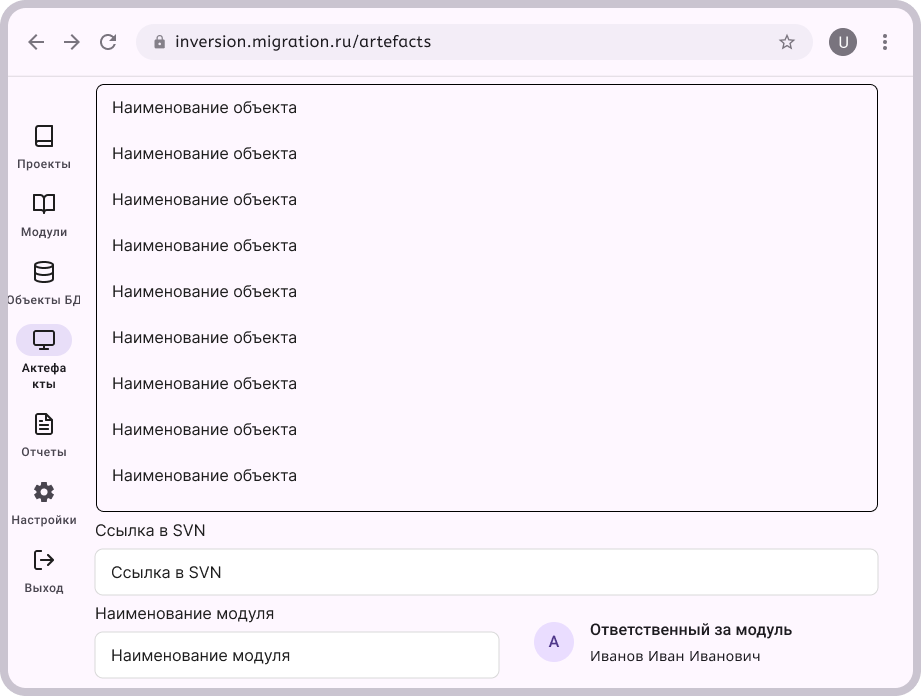 inversion.migration.ru/artefacts
U
Проекты
Модули
Объекты БД
Актефа
кты
Отчеты
Настройки
Выход
Наименование объекта
Наименование объекта
Наименование объекта
Наименование объекта
Наименование объекта
Наименование объекта
Наименование объекта
Наименование объекта
Наименование объекта
Ссылка в SVN
Ссылка в SVN
Наименование модуля
Наименование модуля
A
Ответственный за модуль
Иванов Иван Иванович